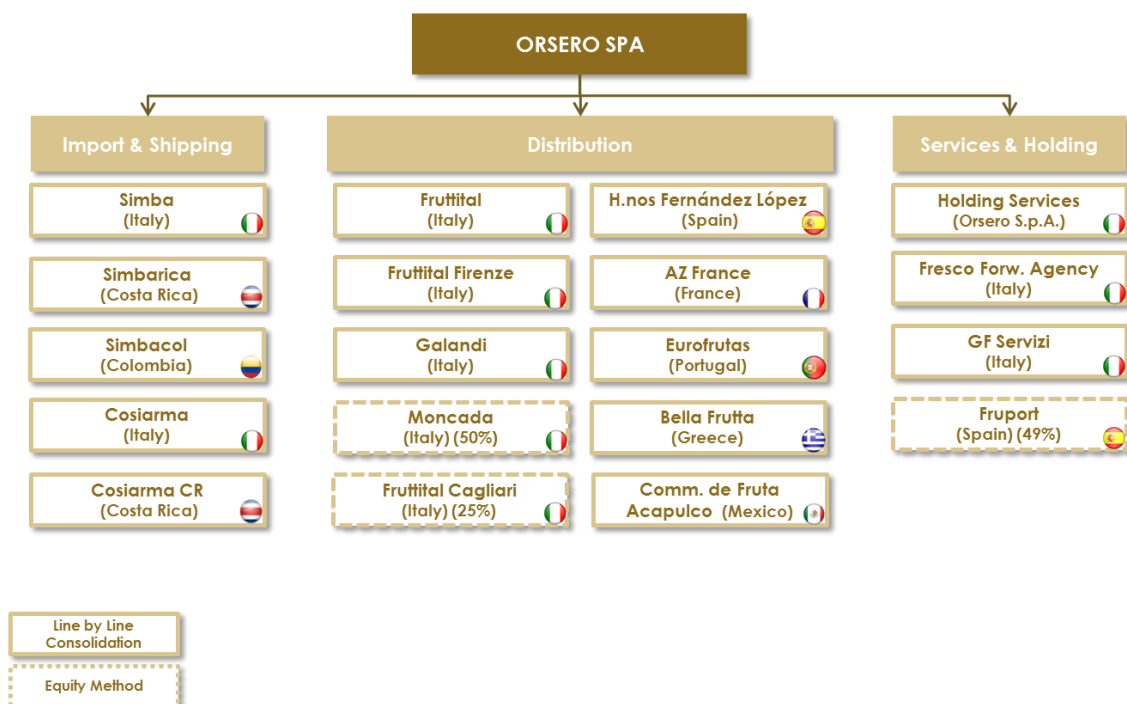 ORSERO SPA
Import & Shipping
Simba
(Italy)
Simbarica
(Costa Rica)
Simbacol
(Colombia)
Cosiarma
(Italy)
Cosiarma CR
(Costa Rica)
Distribution
Fruttital
(Italy)
Fruttital Firenze
(Italy)
Galandi
(Italy)
Moncada
(Italy) (50%)
Fruttital Cagliari
(Italy) (25%)
H.nos Fernández López
(Spain)
AZ France
(France)
Eurofrutas
(Portugal)
Bella Frutta
(Greece)
Comm. de Fruta
Acapulco (Mexico)
Services & Holding
Holding Services
(Orsero S.p.A.)
Fresco Forw. Agency
(Italy)
GF Servizi
(Italy)
Fruport
(Spain) (49%)
Line by Line
Consolidation
Equity Method